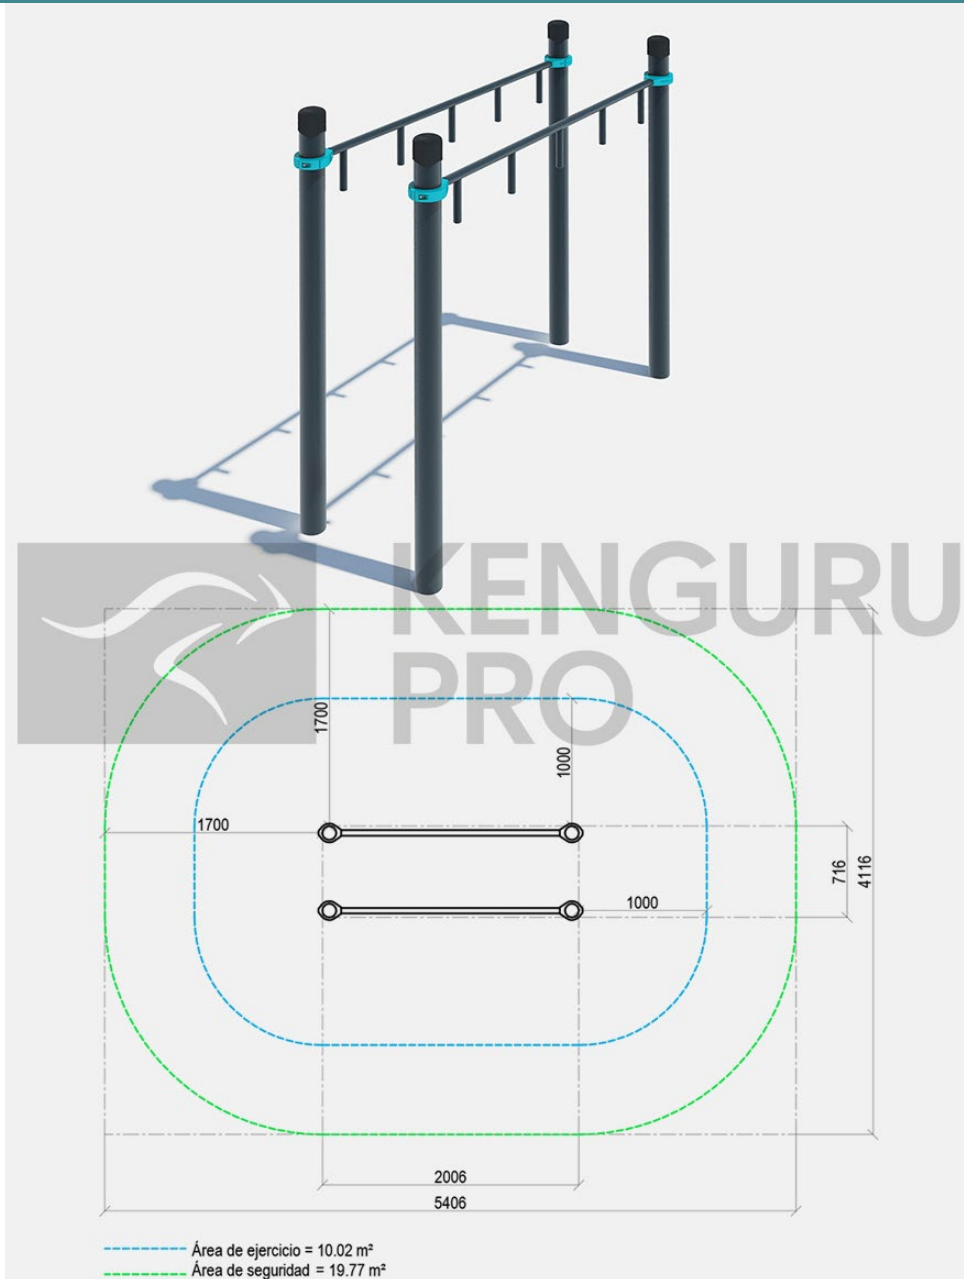 KENGURU
PRO
1700
1000
1700
716
4116
1000
2006
5406
Área de ejercicio = 10.02 m²
Área de seguridad = 19.77 m²